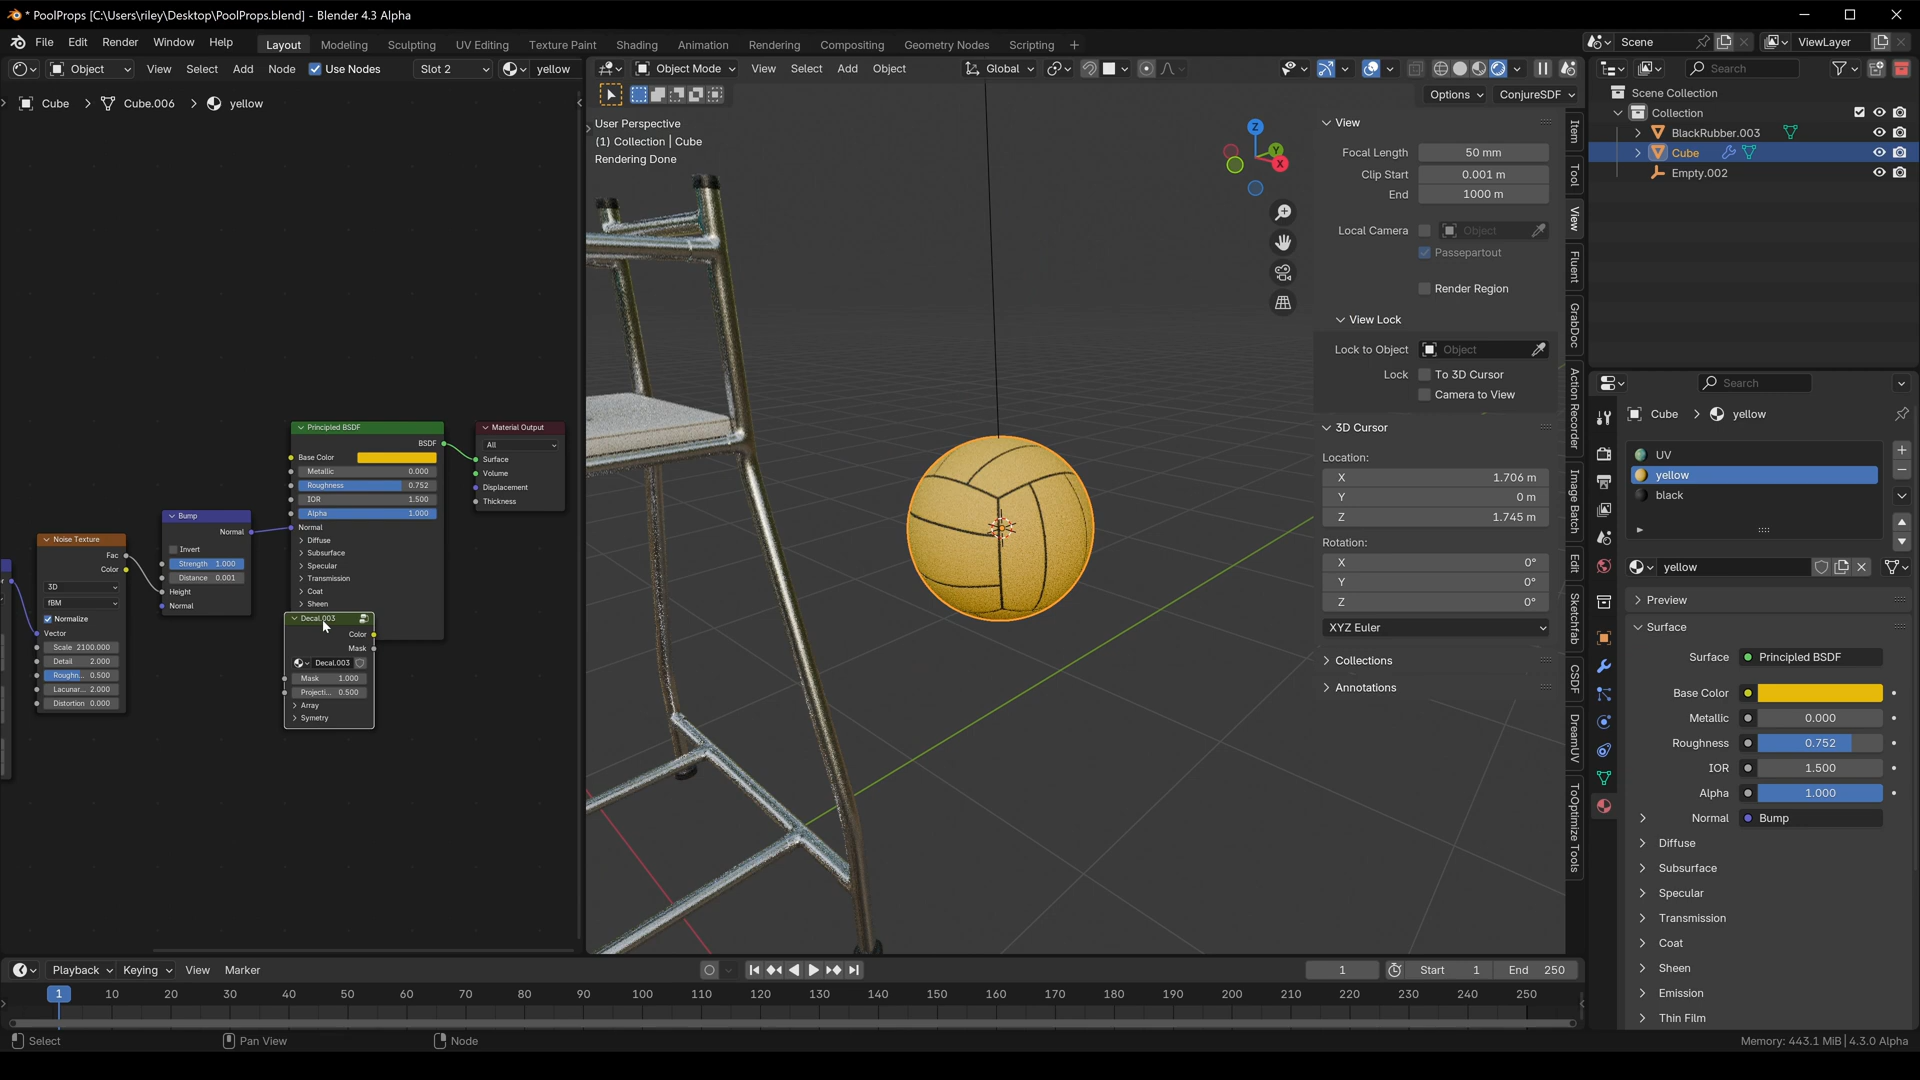 * PoolProps [C:\Users\riley\Desktop\PoolProps.blend] - Blender 4.3 Alpha
File Edit Render Window Help
Layout Modeling Sculpting UV Editing Texture Paint Shading Animation Rendering Compositing Geometry Nodes Scripting +
Scene ViewLayer
Object View Select Add Node Use Nodes Slot 2 yellow
Cube > Cube.006 > yellow
Principled BSDF
BSDF
Base Color
Metallic 0.000
Roughness 0.752
IOR 1.500
Alpha 1.000
Normal
Diffuse
Subsurface
Specular
Transmission
Coat
Sheen
Material Output
All
Surface
Volume
Displacement
Thickness
Bump
Normal
Invert
Strength 1.000
Distance 0.001
Height
Normal
Noise Texture
Fac
Color
3D
fBM
Normalize
Vector
Scale 2100.000
Detail 2.000
Roughn... 0.500
Lacunar... 2.000
Distortion 0.000
Decal.003
Color
Mask
Decal.003
Mask 1.000
Projecti... 0.500
Array
Symetry
Object Mode View Select Add Object Global
Options ConjureSDF
User Perspective
(1) Collection | Cube
Rendering Done
Z
Y
X
View
Focal Length 50 mm
Clip Start 0.001 m
End 1000 m
Local Camera Object
Passepartout
Render Region
View Lock
Lock to Object Object
Lock To 3D Cursor
Camera to View
3D Cursor
Location:
X 1.706 m
Y 0 m
Z 1.745 m
Rotation:
X 0°
Y 0°
Z 0°
XYZ Euler
Collections
Annotations
Item
Tool
View
Fluent
GrabDoc
Action Recorder
Image Batch
Edit
Sketchfab
CSDF
DreamUV
ToOptimize Tools
Search
Scene Collection
Collection
BlackRubber.003
Cube
Empty.002
Search
Cube > yellow
UV
yellow
black
yellow
Preview
Surface
Surface Principled BSDF
Base Color
Metallic 0.000
Roughness 0.752
IOR 1.500
Alpha 1.000
Normal Bump
Diffuse
Subsurface
Specular
Transmission
Coat
Sheen
Emission
Thin Film
Playback Keying View Marker
1 Start 1 End 250
1 10 20 30 40 50 60 70 80 90 100 110 120 130 140 150 160 170 180 190 200 210 220 230 240 250
Select Pan View Node
Memory: 443.1 MiB | 4.3.0 Alpha